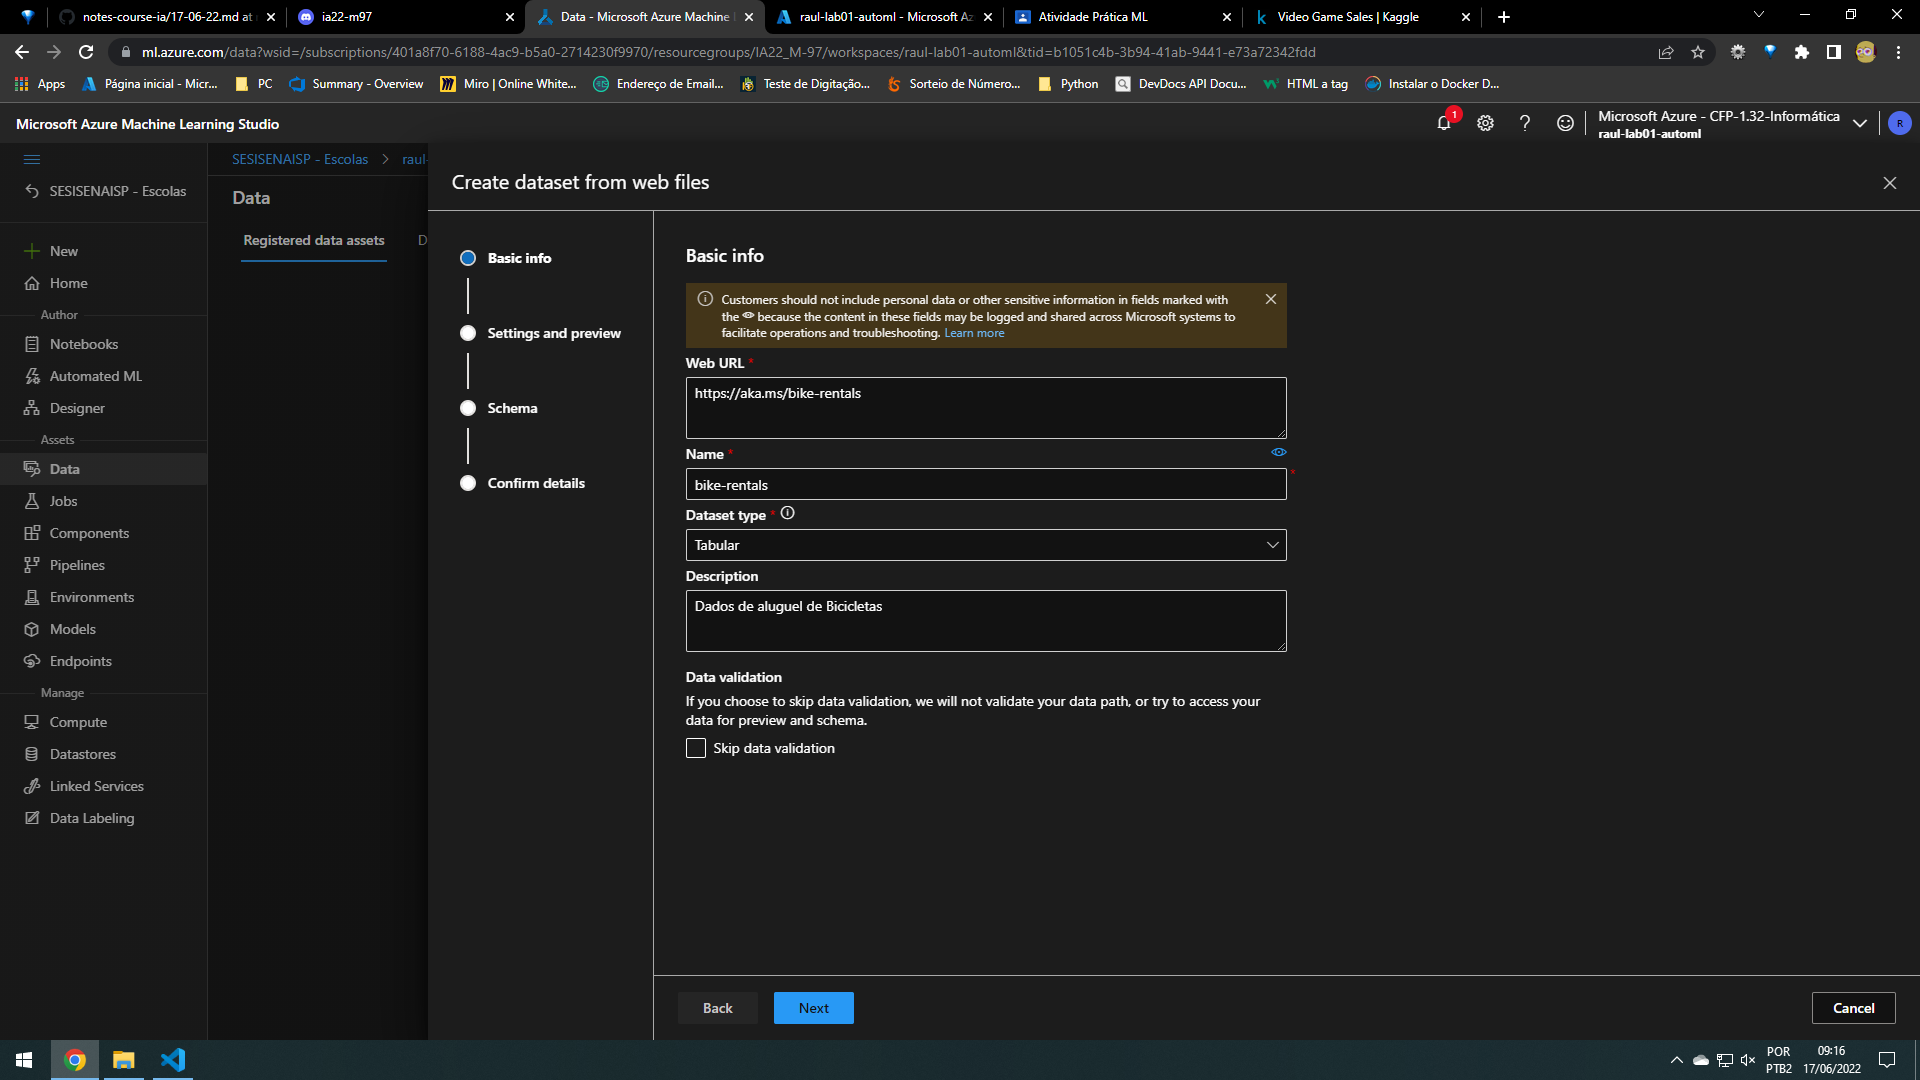 notes-course-ia/17-06-22.md at
ia22-m97
Data - Microsoft Azure Machine
raul-lab01-automl - Microsoft Az
Atividade Prática ML
Video Game Sales | Kaggle
ml.azure.com/data?wsid=/subscriptions/401a8f70-6188-4ac9-b5a0-2714230f9970/resourcegroups/IA22_M-97/workspaces/raul-lab01-automl&tid=b1051c4b-3b94-41ab-9441-e73a72342fdd
Apps
Página inicial - Micr...
PC
Summary - Overview
Miro | Online White...
Endereço de Email...
Teste de Digitação...
Sorteio de Número...
Python
DevDocs API Docu...
HTML a tag
Instalar o Docker D...
Microsoft Azure Machine Learning Studio
1
Microsoft Azure - CFP-1.32-Informática
raul-lab01-automl
R
SESISENAISP - Escolas
New
Home
Author
Notebooks
Automated ML
Designer
Assets
Data
Jobs
Components
Pipelines
Environments
Models
Endpoints
Manage
Compute
Datastores
Linked Services
Data Labeling
SESISENAISP - Escolas > raul-
Data
Registered data assets D
Create dataset from web files
Basic info
Settings and preview
Schema
Confirm details
Basic info
Customers should not include personal data or other sensitive information in fields marked with
the because the content in these fields may be logged and shared across Microsoft systems to
facilitate operations and troubleshooting. Learn more
Web URL *
https://aka.ms/bike-rentals
Name *
*
bike-rentals
Dataset type *
Tabular
Description
Dados de aluguel de Bicicletas
Data validation
If you choose to skip data validation, we will not validate your data path, or try to access your
data for preview and schema.
Skip data validation
Back
Next
Cancel
POR
PTB2
09:16
17/06/2022